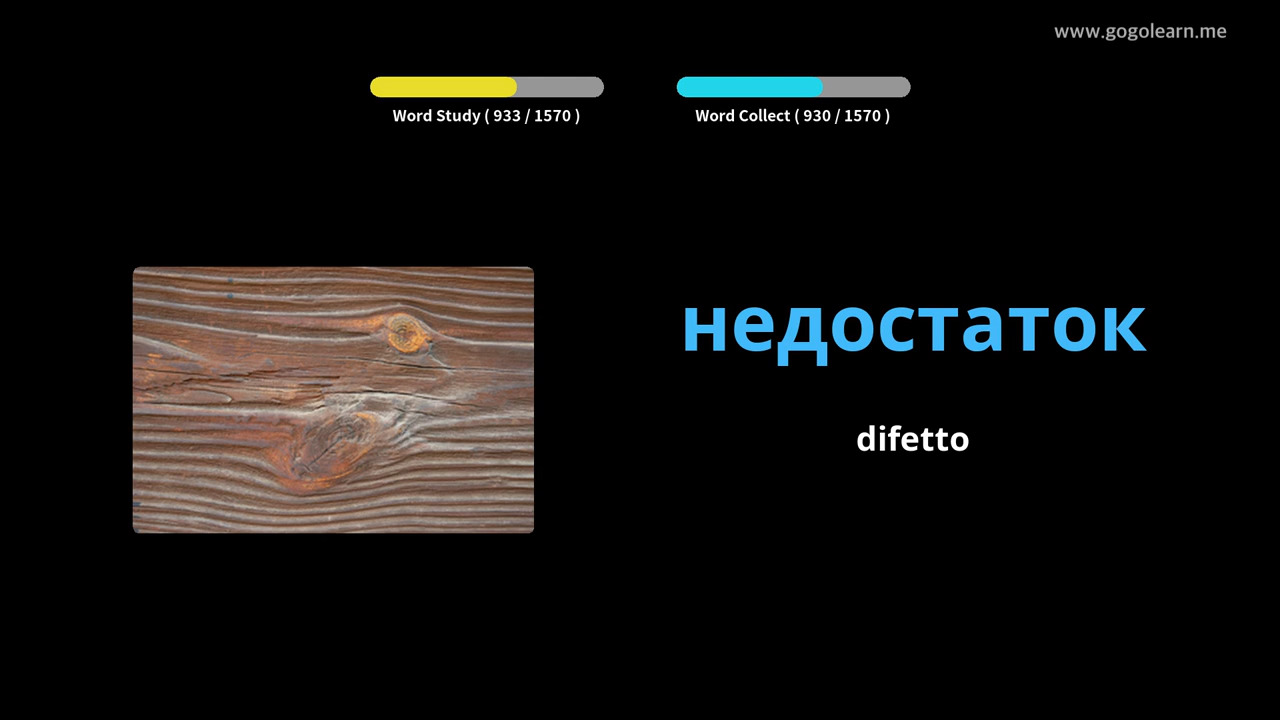 www.gogolearn.me
Word Study ( 933 / 1570 )
Word Collect ( 930 / 1570 )
недостаток
difetto